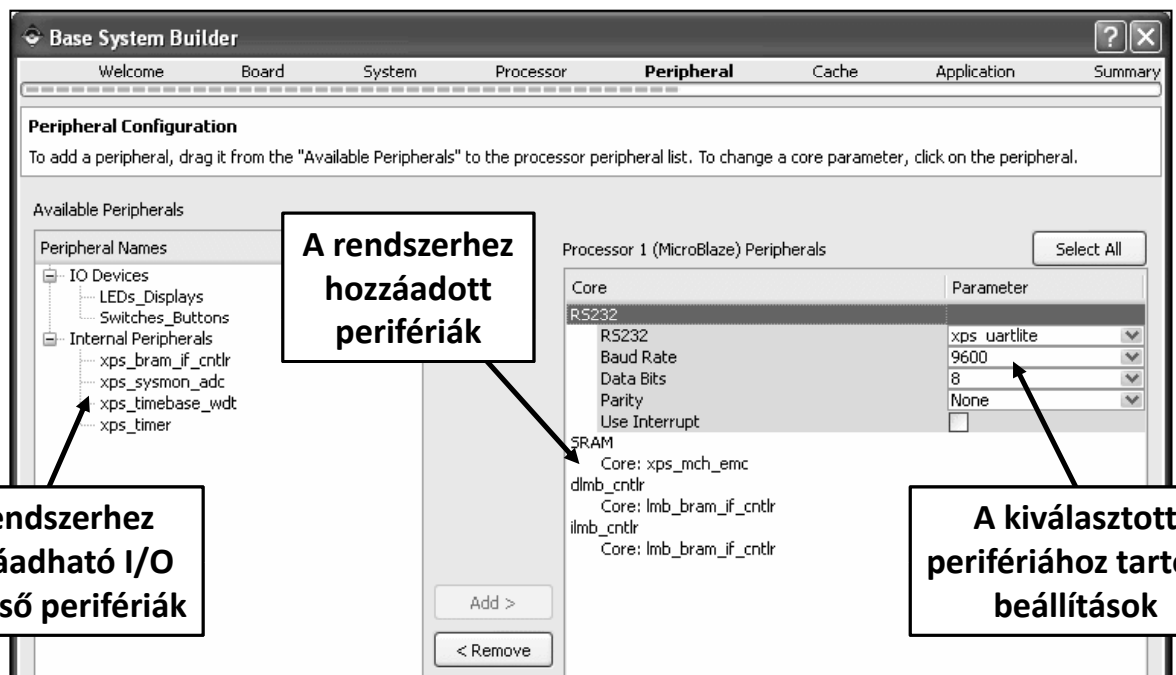 Base System Builder
Welcome Board System Processor Peripheral Cache Application Summary
Peripheral Configuration
To add a peripheral, drag it from the "Available Peripherals" to the processor peripheral list. To change a core parameter, click on the peripheral.
Available Peripherals
Peripheral Names
IO Devices
LEDs_Displays
Switches_Buttons
Internal Peripherals
xps_bram_if_cntlr
xps_sysmon_adc
xps_timebase_wdt
xps_timer
A rendszerhez
hozzáadott
perifériák
Processor 1 (MicroBlaze) Peripherals
Select All
Core Parameter
RS232
RS232 xps_uartlite
Baud Rate 9600
Data Bits 8
Parity None
Use Interrupt
SRAM
Core: xps_mch_emc
dlmb_cntlr
Core: lmb_bram_if_cntlr
ilmb_cntlr
Core: lmb_bram_if_cntlr
endszerhez
áadható I/O
ső perifériák
A kiválasztott
perifériához tarto
beállítások
Add >
< Remove